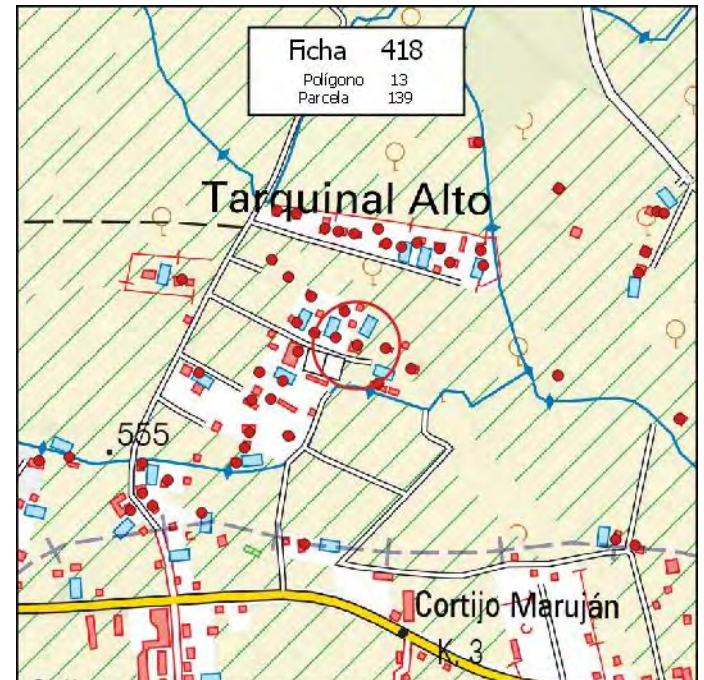 Ficha 418
Polígono 13
Parcela 139
Tarquinal Alto
555
Cortijo Maruján
K. 3